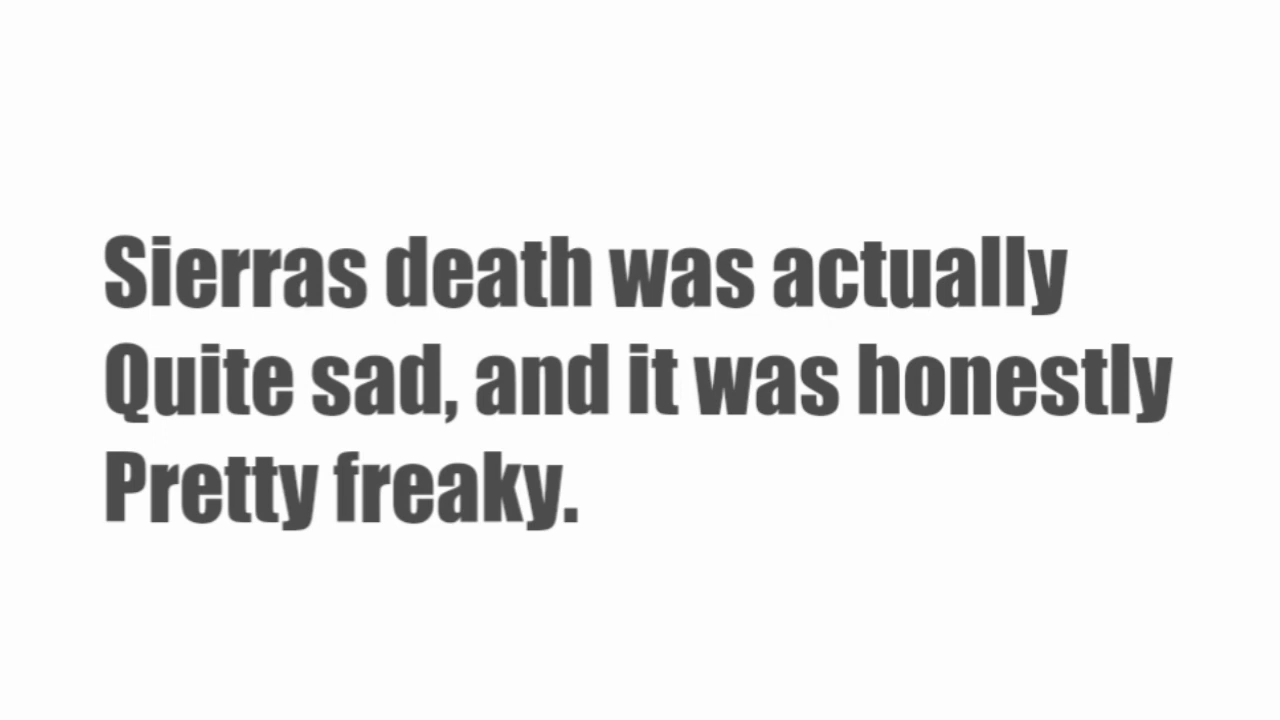 Sierras death was actually
Quite sad, and it was honestly
Pretty freaky.